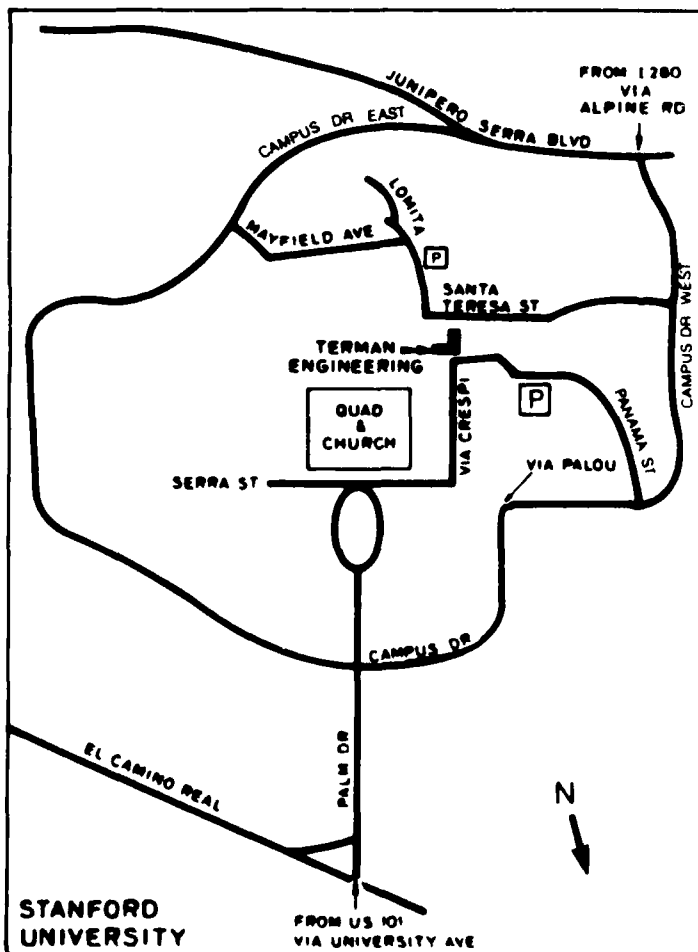 FROM I 280
VIA
ALPINE RD
JUNIPERO SERRA BLVD
CAMPUS DR EAST
LOMITA
MAYFIELD AVE
P
SANTA
TERESA ST
CAMPUS DR WEST
TERMAN
ENGINEERING
QUAD
&
CHURCH
VIA CRESPI
P
PANAMA ST
SERRA ST
VIA PALOU
CAMPUS DR
PALM DR
EL CAMINO REAL
N
STANFORD
UNIVERSITY
FROM US 101
VIA UNIVERSITY AVE